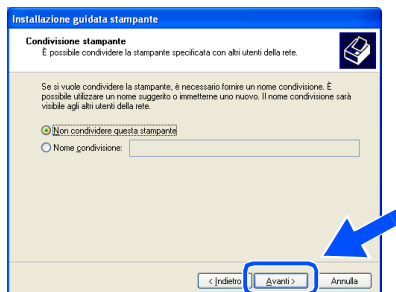 Installazione guidata stampante
Condivisione stampante
È possibile condividere la stampante specificata con altri utenti della rete.
Se si vuole condividere la stampante, è necessario fornire un nome condivisione. È
possibile utilizzare un nome suggerito o immetterne uno nuovo. Il nome condivisione sarà
visibile agli altri utenti della rete.
Non condividere questa stampante
Nome condivisione:
< Indietro
Avanti >
Annulla